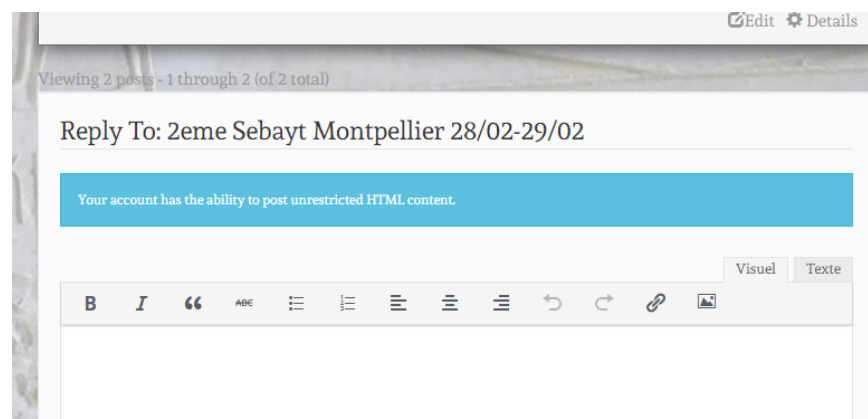 Edit Details
Viewing 2 posts - 1 through 2 (of 2 total)
Reply To: 2eme Sebayt Montpellier 28/02-29/02
Your account has the ability to post unrestricted HTML content.
Visuel Texte
B I “ ABC